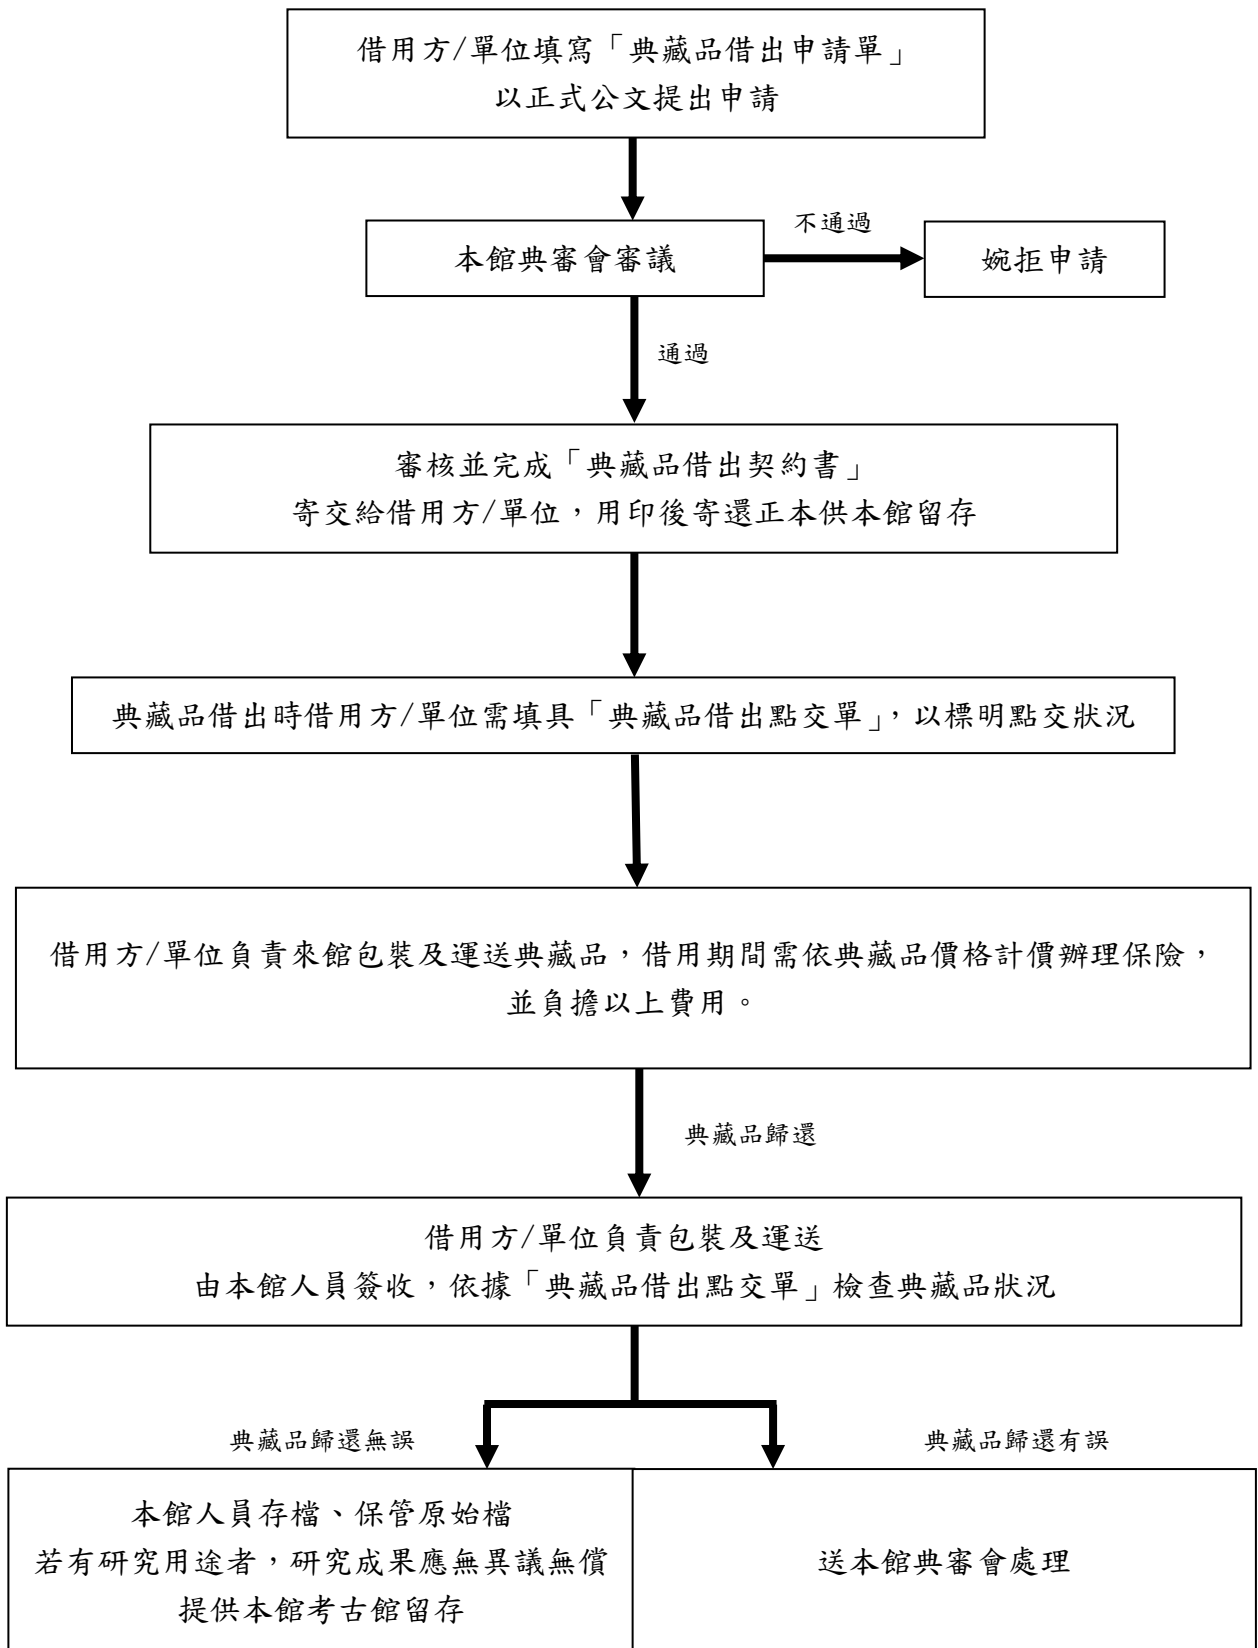 借用方/單位填寫「典藏品借出申請單」
以正式公文提出申請
本館典審會審議
不通過
婉拒申請
通過
審核並完成「典藏品借出契約書」
寄交給借用方/單位，用印後寄還正本供本館留存
典藏品借出時借用方/單位需填具「典藏品借出點交單」，以標明點交狀況
借用方/單位負責來館包裝及運送典藏品，借用期間需依典藏品價格計價辦理保險，
並負擔以上費用。
典藏品歸還
借用方/單位負責包裝及運送
由本館人員簽收，依據「典藏品借出點交單」檢查典藏品狀況
典藏品歸還無誤
典藏品歸還有誤
本館人員存檔、保管原始檔
若有研究用途者，研究成果應無異議無償
提供本館考古館留存
送本館典審會處理